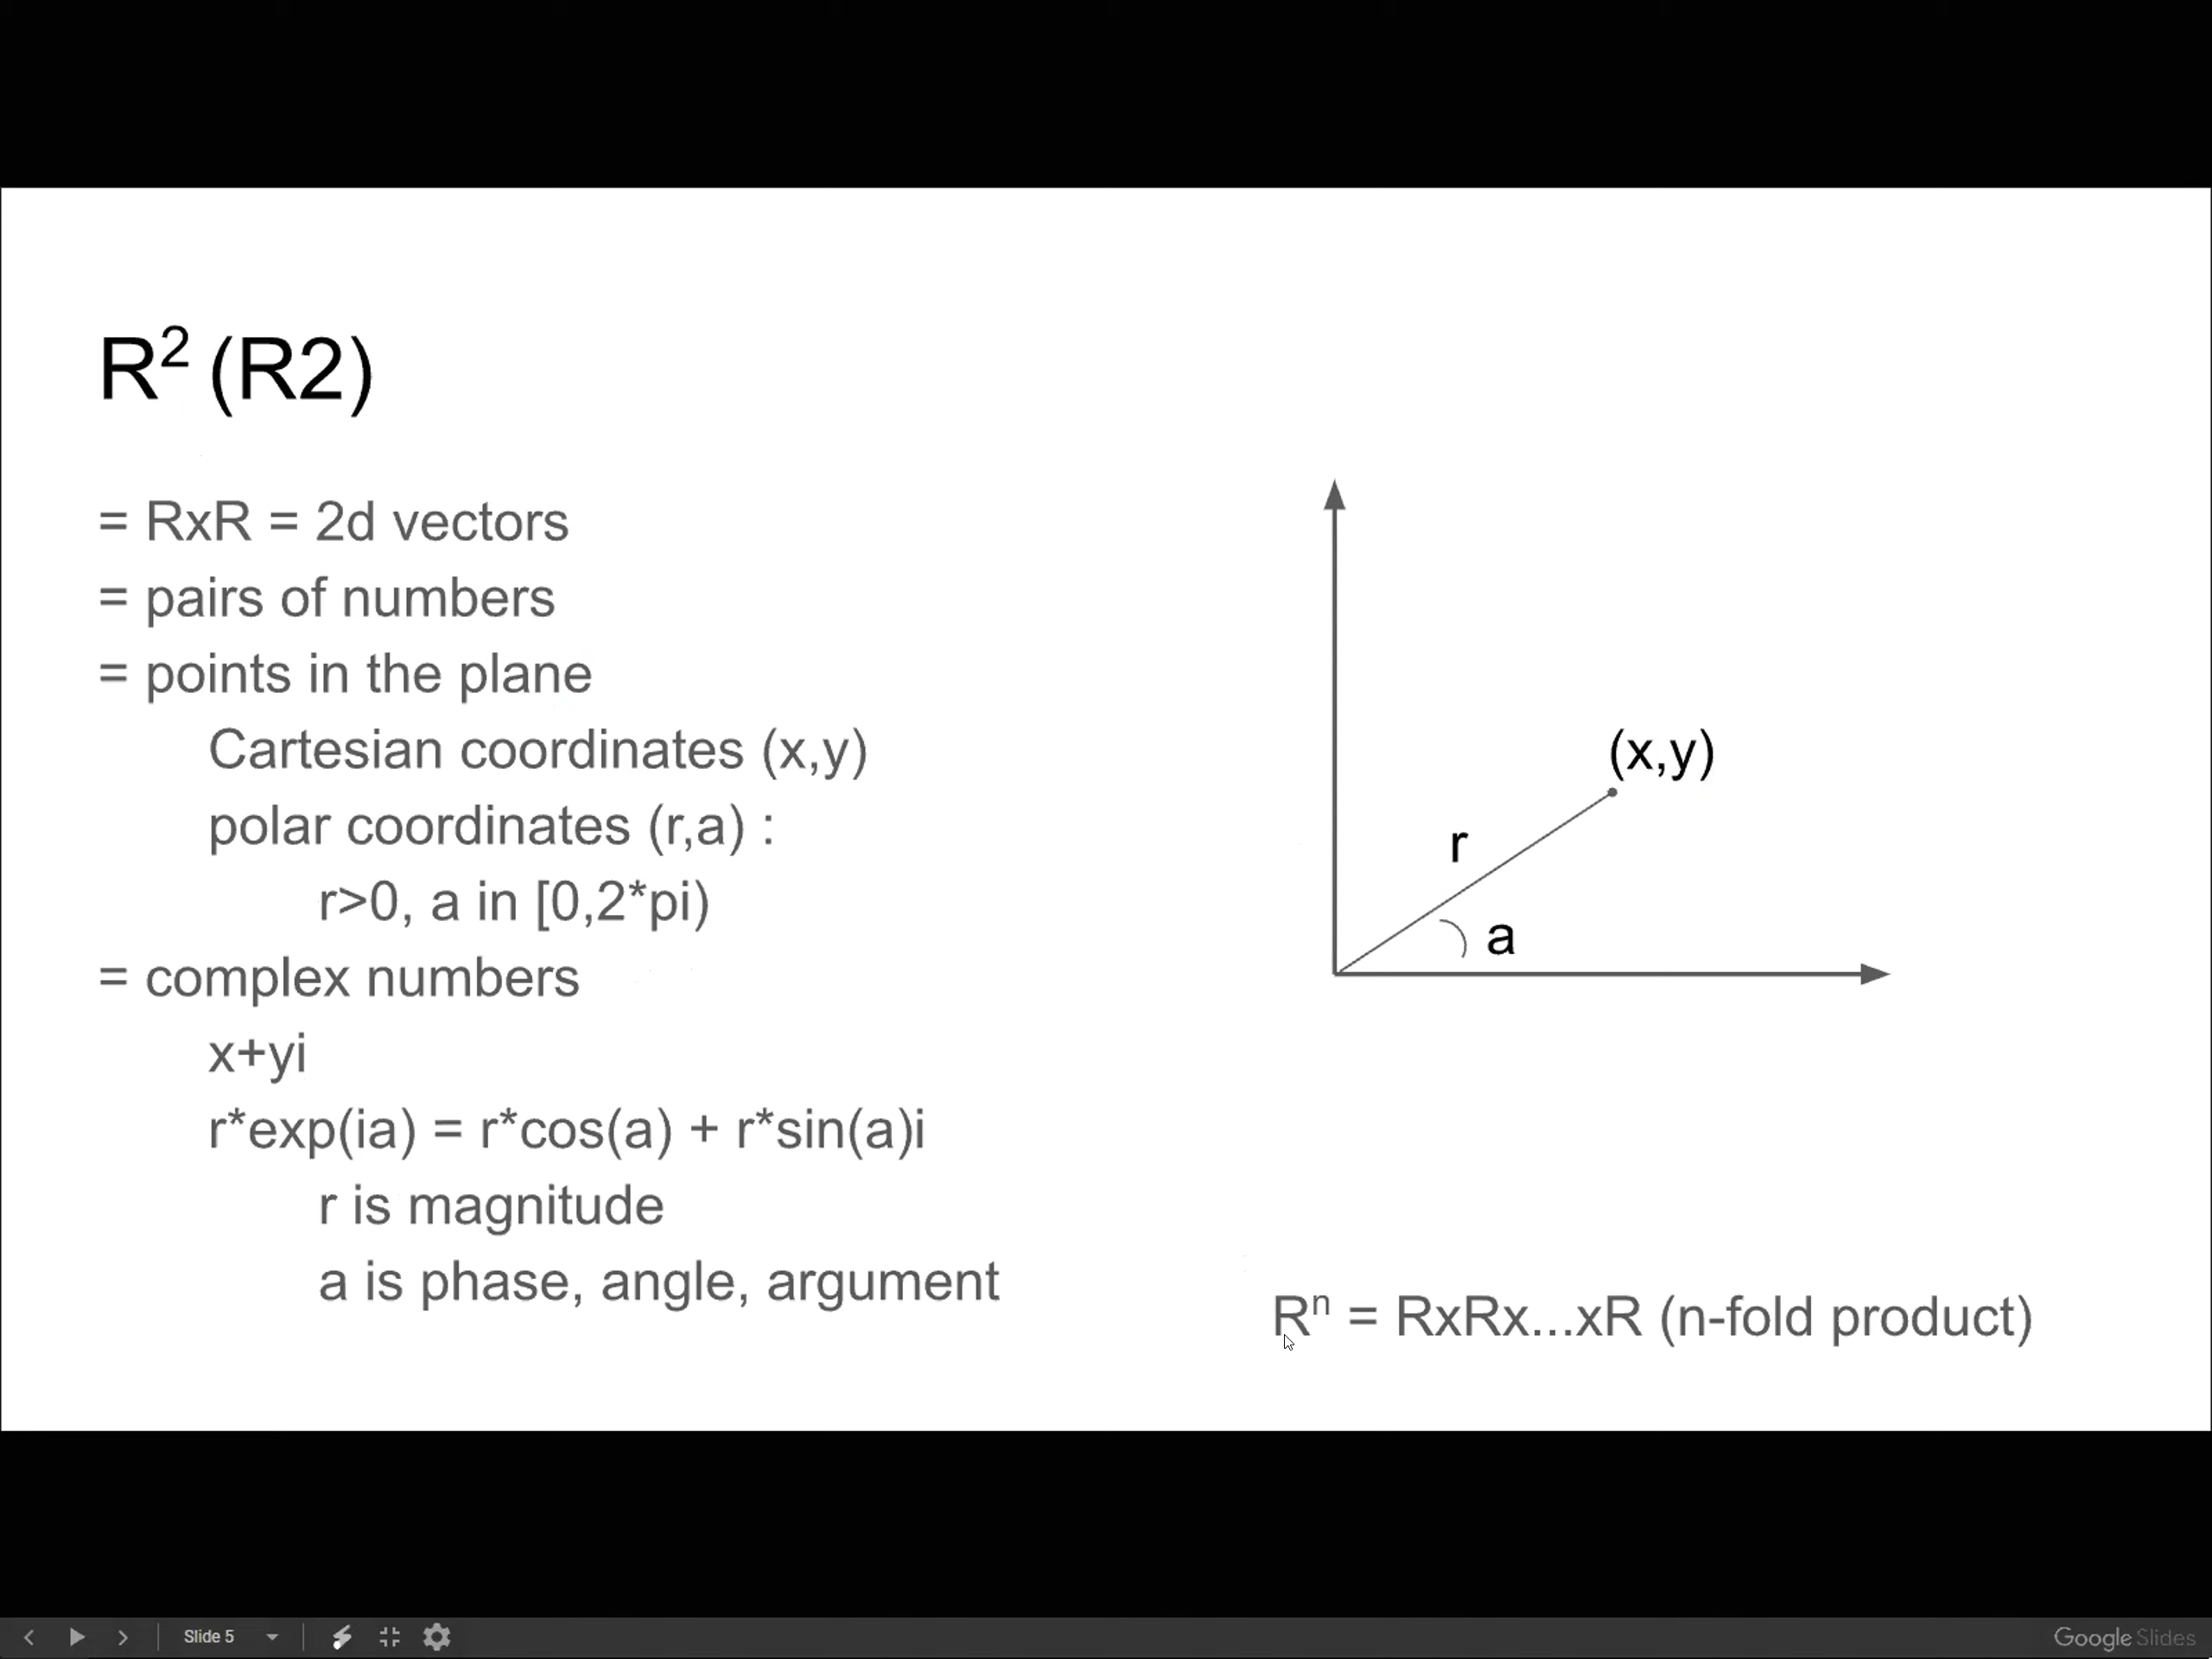 R² (R2)
= RxR = 2d vectors
= pairs of numbers
= points in the plane
Cartesian coordinates (x,y)
polar coordinates (r,a) :
r>0, a in [0,2*pi)
= complex numbers
x+yi
r*exp(ia) = r*cos(a) + r*sin(a)i
r is magnitude
a is phase, angle, argument
(x,y)
r
a
Rⁿ = RxRx...xR (n-fold product)
Slide 5
Google Slides